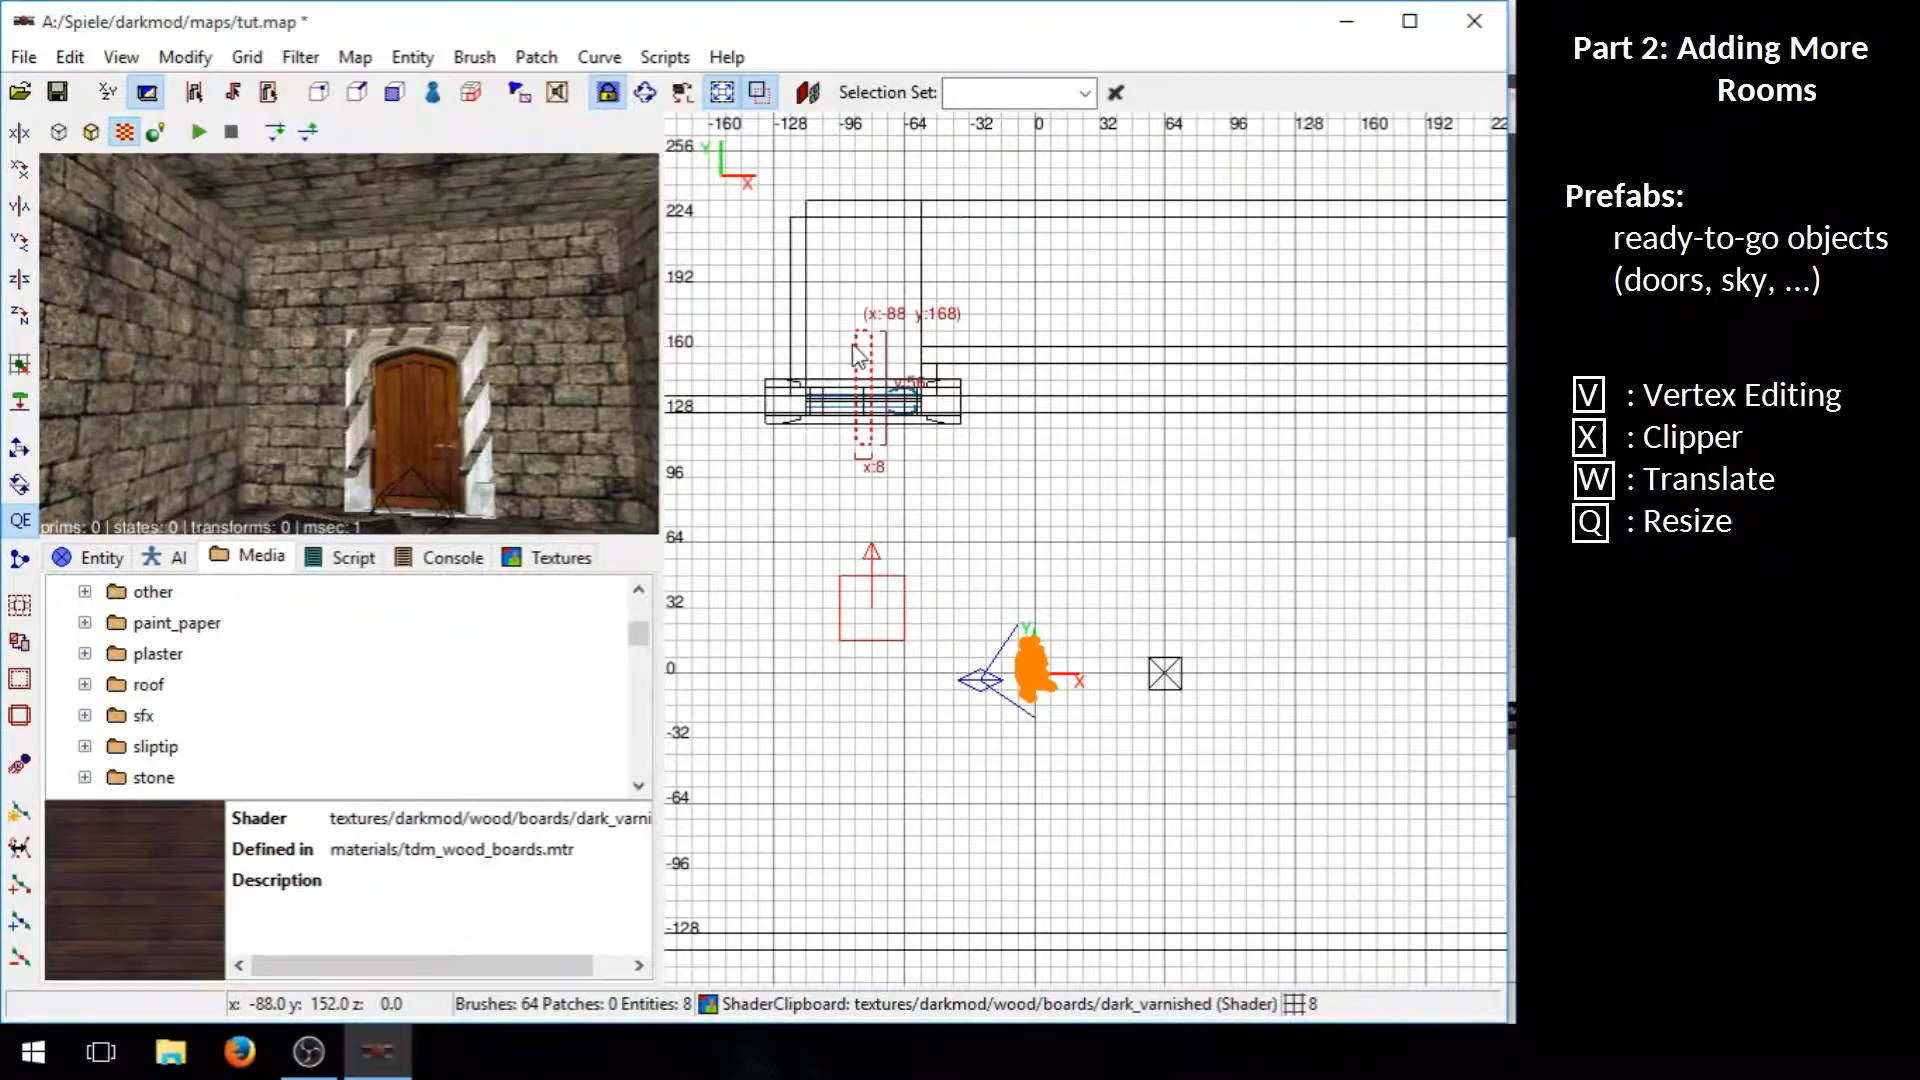 A:/Spiele/darkmod/maps/tut.map *
File Edit View Modify Grid Filter Map Entity Brush Patch Curve Scripts Help
Selection Set:
-160 -128 -96 -64 -32 0 32 64 96 128 160 192 22
256
224
192
160
128
96
64
32
0
-32
-64
-96
-128
Y
X
(x:-88 y:168)
y:56
x:8
Y
X
QE
prims: 0 | states: 0 | transforms: 0 | msec: 1
Entity AI Media Script Console Textures
other
paint_paper
plaster
roof
sfx
sliptip
stone
Shader textures/darkmod/wood/boards/dark_varni
Defined in materials/tdm_wood_boards.mtr
Description
x: -88.0 y: 152.0 z: 0.0 Brushes: 64 Patches: 0 Entities: 8 ShaderClipboard: textures/darkmod/wood/boards/dark_varnished (Shader) 8
Part 2: Adding More
Rooms
Prefabs:
ready-to-go objects
(doors, sky, ...)
V : Vertex Editing
X : Clipper
W : Translate
Q : Resize